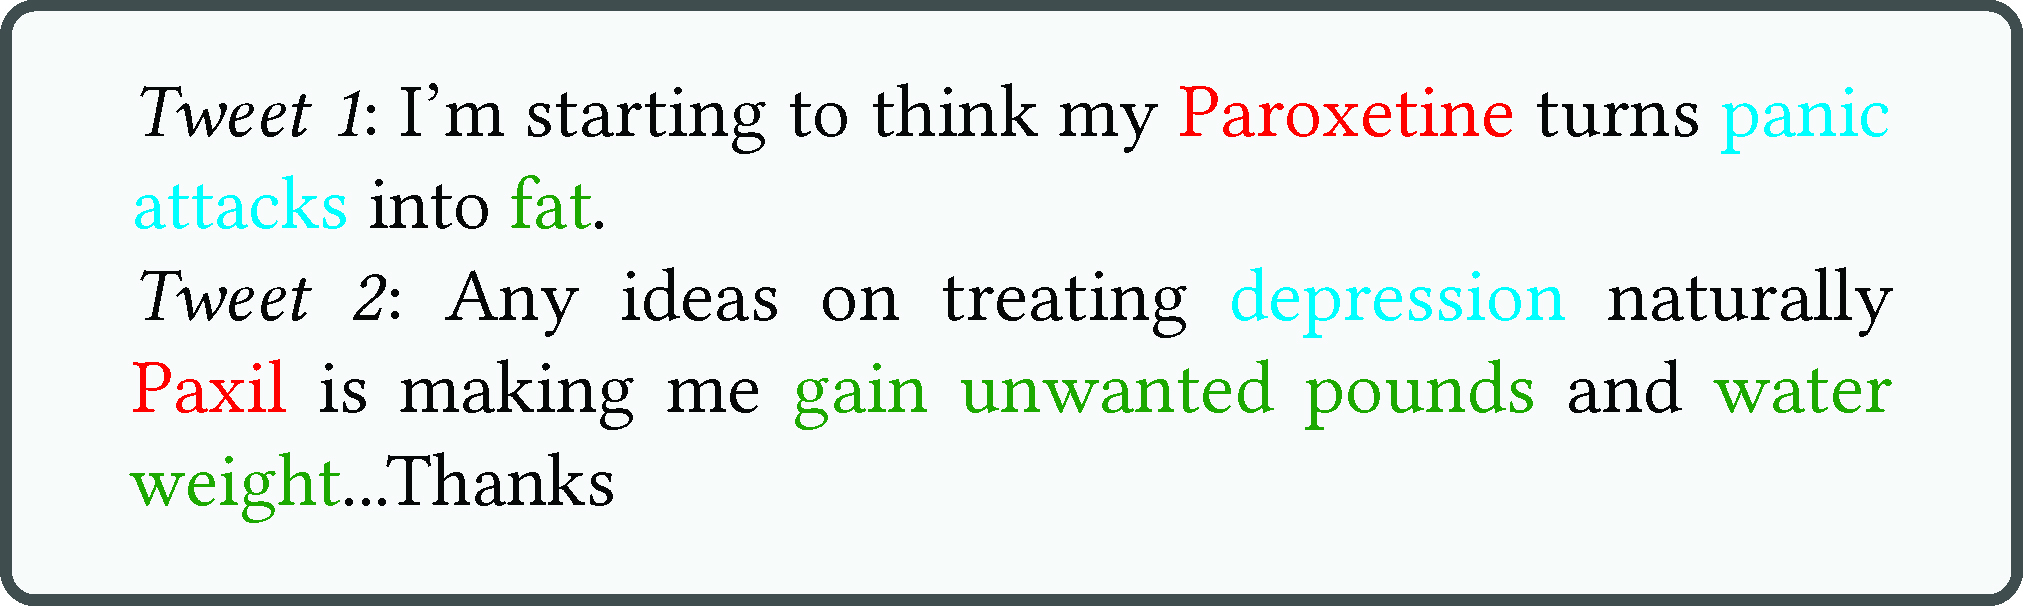 Tweet 1: I’m starting to think my Paroxetine turns panic
attacks into fat.
Tweet 2: Any ideas on treating depression naturally
Paxil is making me gain unwanted pounds and water
weight...Thanks